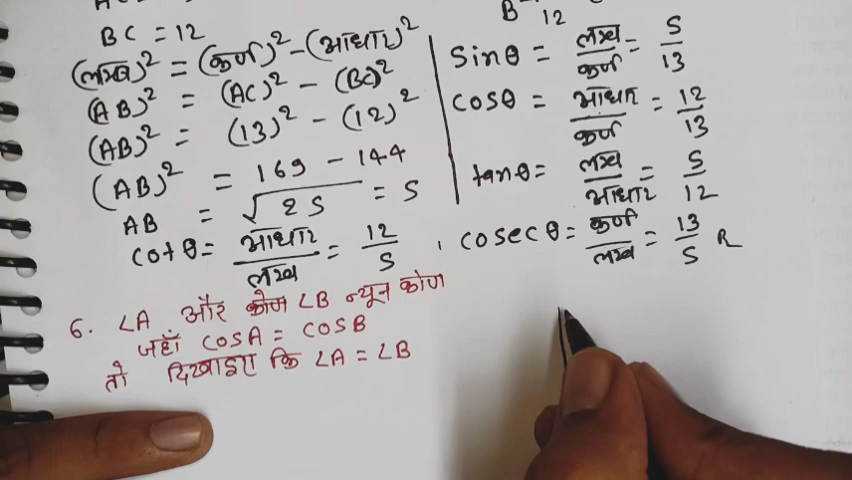 BC = 12
(लम्ब)² = (कर्ण)² - (आधार)²
(AB)² = (AC)² - (BC)²
(AB)² = (13)² - (12)²
(AB)² = 169 - 144
AB = √25 = 5
B 12
sinθ = लम्ब/कर्ण = 5/13
cosθ = आधार/कर्ण = 12/13
tanθ = लम्ब/आधार = 5/12
cotθ = आधार/लम्ब = 12/5 , cosecθ = कर्ण/लम्ब = 13/5
6. ∠A और कोण ∠B न्यून कोण
जहाँ COSA = COSB
तो दिखाइए कि ∠A = ∠B